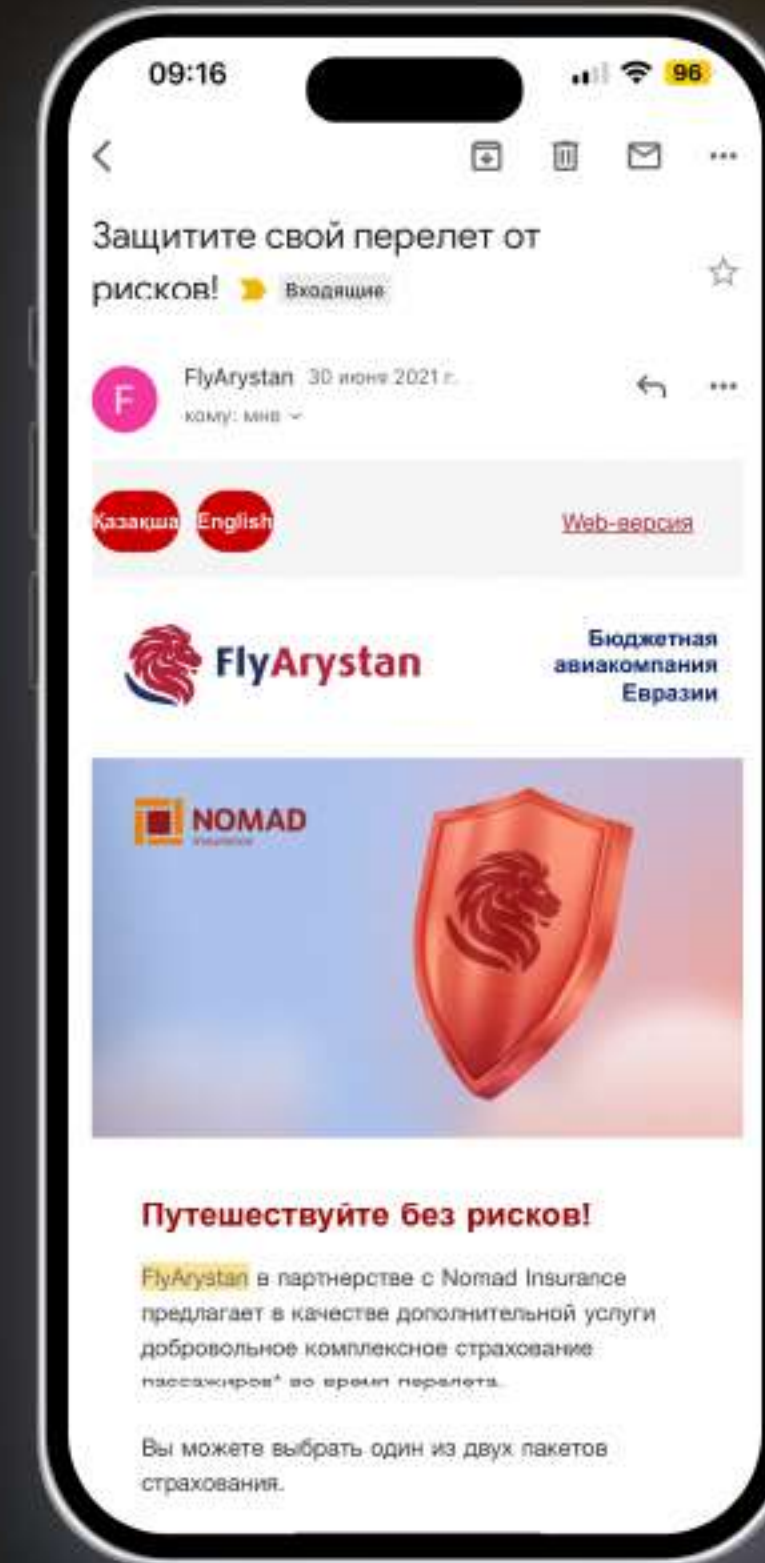 09:16
96
Защитите свой перелет от
рисков! Входящие
F
FlyArystan 30 июня 2021 г.
кому: мне
Қазақша English Web-версия
FlyArystan
Бюджетная
авиакомпания
Евразии
NOMAD
insurance
Путешествуйте без рисков!
FlyArystan в партнерстве с Nomad Insurance
предлагает в качестве дополнительной услуги
добровольное комплексное страхование
пассажиров* во время перелета.
Вы можете выбрать один из двух пакетов
страхования.